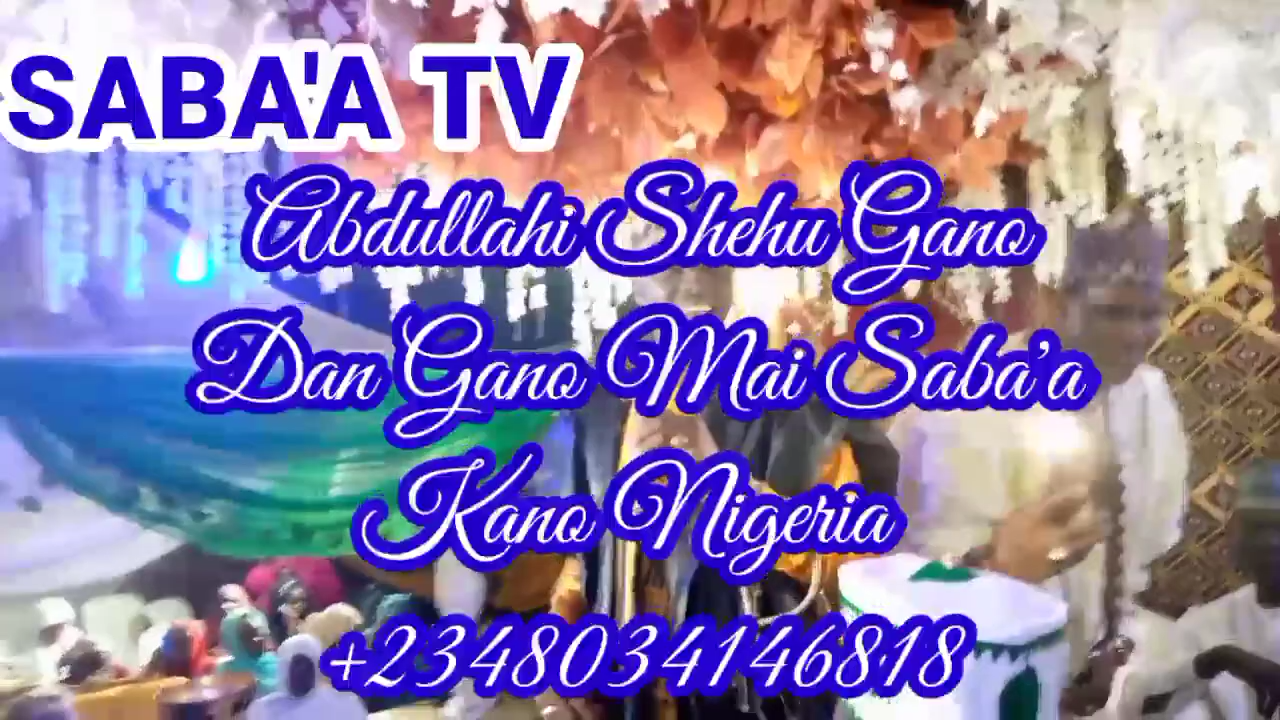 SABA'A TV
Abdullahi Shehu Gano
Dan Gano Mai Saba'a
Kano Nigeria
+2348034146818